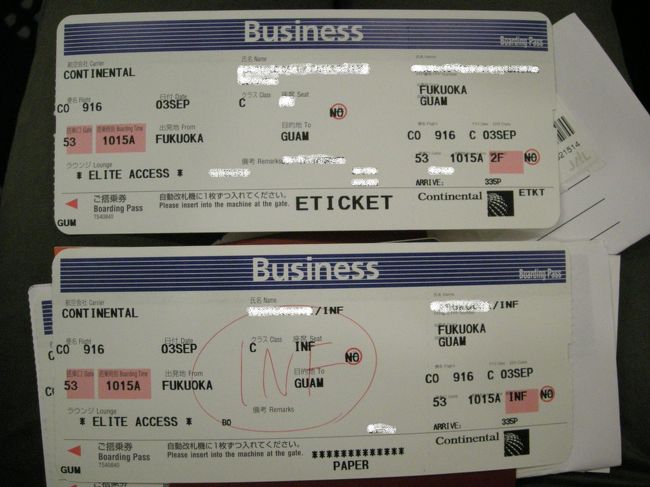 Business
Boarding Pass
航空会社 Carrier
氏名 Name
CONTINENTAL
FUKUOKA
GUAM
便名 Flight
日付 Date
クラス Class
座席 Seat
CO 916
03SEP
C
NO
CO 916 C 03SEP
搭乗口 Gate
搭乗時刻 Boarding Time
出発地 From
目的地 To
53
1015A
FUKUOKA
GUAM
53 1015A 2F NO
ラウンジ Lounge
備考 Remarks
* ELITE ACCESS *
ARRIVE: 335P
ご搭乗券
Boarding Pass
TS40840
自動改札機に1枚ずつ入れてください。
Please insert into the machine at the gate.
ETICKET
Continental
ETKT
GUM
21514
Business
Boarding Pass
航空会社 Carrier
氏名 Name
CONTINENTAL
/INF
/INF
FUKUOKA
GUAM
便名 Flight
日付 Date
クラス Class
座席 Seat
CO 916
03SEP
C
INF
NO
INF
CO 916 C 03SEP
搭乗口 Gate
搭乗時刻 Boarding Time
出発地 From
目的地 To
53
1015A
FUKUOKA
GUAM
53 1015A INF NO
ラウンジ Lounge
備考 Remarks
* ELITE ACCESS *
BO
ARRIVE: 335P
ご搭乗券
Boarding Pass
TS40840
自動改札機に1枚ずつ入れてください。
Please insert into the machine at the gate.
*************
PAPER
Continental
GUM